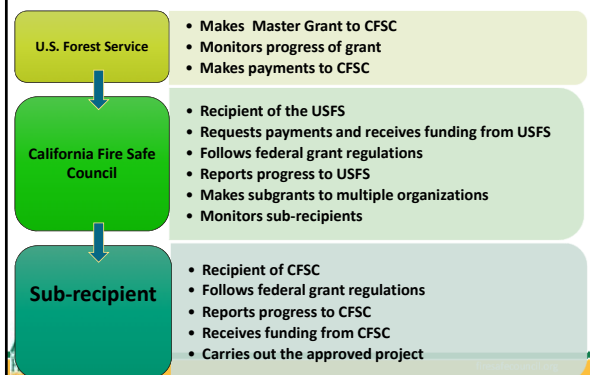 U.S. Forest Service
• Makes Master Grant to CFSC
• Monitors progress of grant
• Makes payments to CFSC
California Fire Safe
Council
• Recipient of the USFS
• Requests payments and receives funding from USFS
• Follows federal grant regulations
• Reports progress to USFS
• Makes subgrants to multiple organizations
• Monitors sub-recipients
Sub-recipient
• Recipient of CFSC
• Follows federal grant regulations
• Reports progress to CFSC
• Receives funding from CFSC
• Carries out the approved project